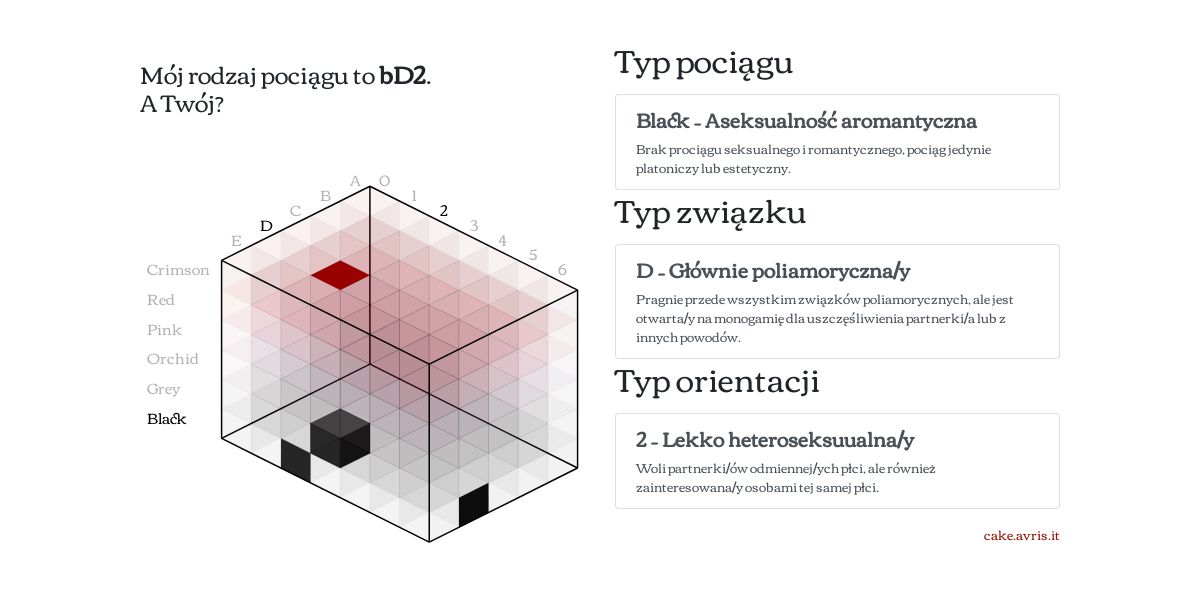 Mój rodzaj pociągu to bD2.
A Twój?
A
B
C
D
E
0
1
2
3
4
5
6
Crimson
Red
Pink
Orchid
Grey
Black
Typ pociągu
Black – Aseksualność aromantyczna
Brak prociągu seksualnego i romantycznego, pociąg jedynie
platoniczy lub estetyczny.
Typ związku
D – Głównie poliamoryczna/y
Pragnie przede wszystkim związków poliamorycznych, ale jest
otwarta/y na monogamię dla uszczęśliwienia partnerki/a lub z
innych powodów.
Typ orientacji
2 – Lekko heteroseksuualna/y
Woli partnerki/ów odmiennej/ych płci, ale również
zainteresowana/y osobami tej samej płci.
cake.avris.it